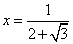 x = 1/(2+√3)